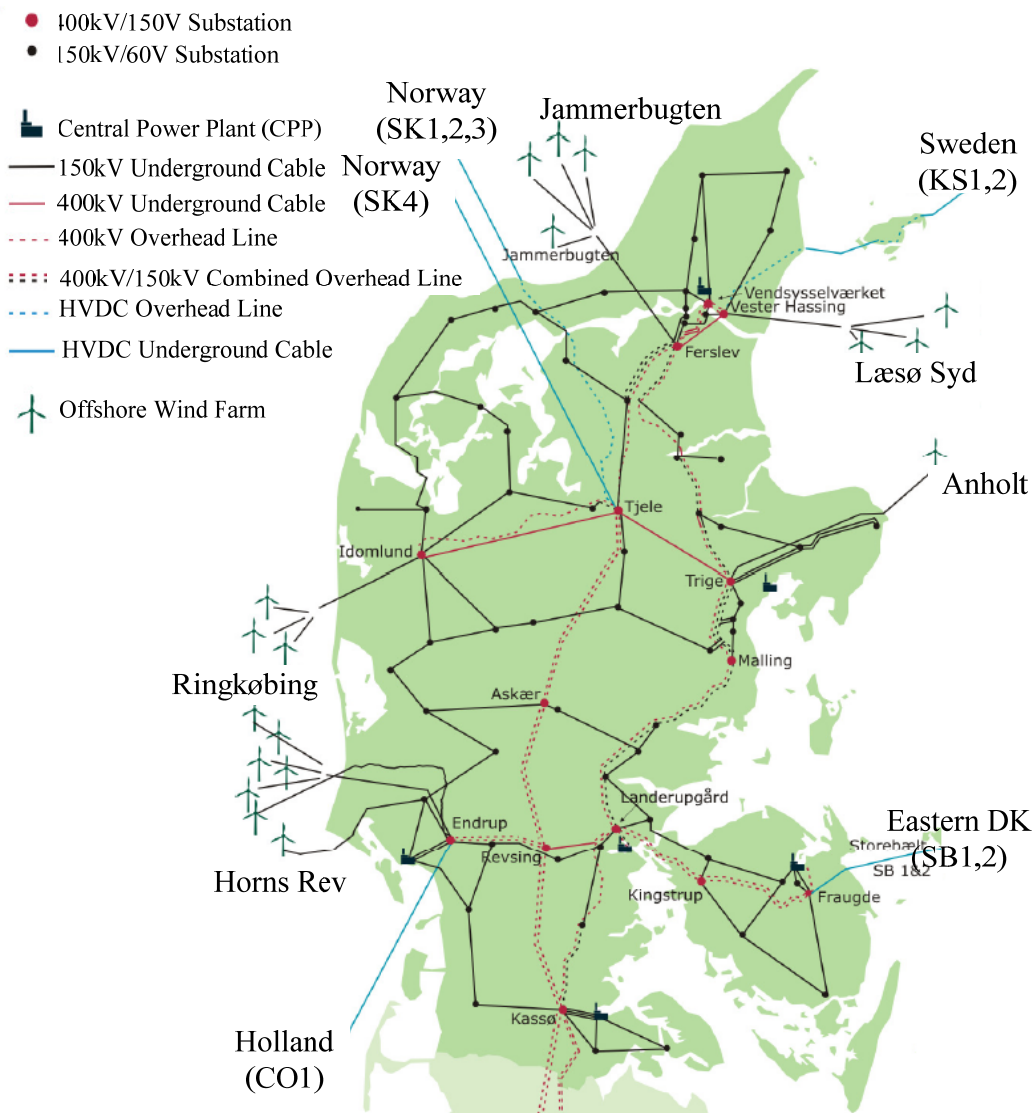 400kV/150V Substation
150kV/60V Substation
Central Power Plant (CPP)
150kV Underground Cable
400kV Underground Cable
400kV Overhead Line
400kV/150kV Combined Overhead Line
HVDC Overhead Line
HVDC Underground Cable
Offshore Wind Farm
Norway
(SK1,2,3)
Norway
(SK4)
Jammerbugten
Sweden
(KS1,2)
Jammerbugten
Vendsysselværket
Vester Hassing
Ferslev
Læsø Syd
Anholt
Tjele
Idomlund
Trige
Ringkøbing
Malling
Askær
Landerupgård
Endrup
Revsing
Eastern DK
(SB1,2)
Storebælt
SB 1&2
Horns Rev
Kingstrup
Fraugde
Kassø
Holland
(CO1)